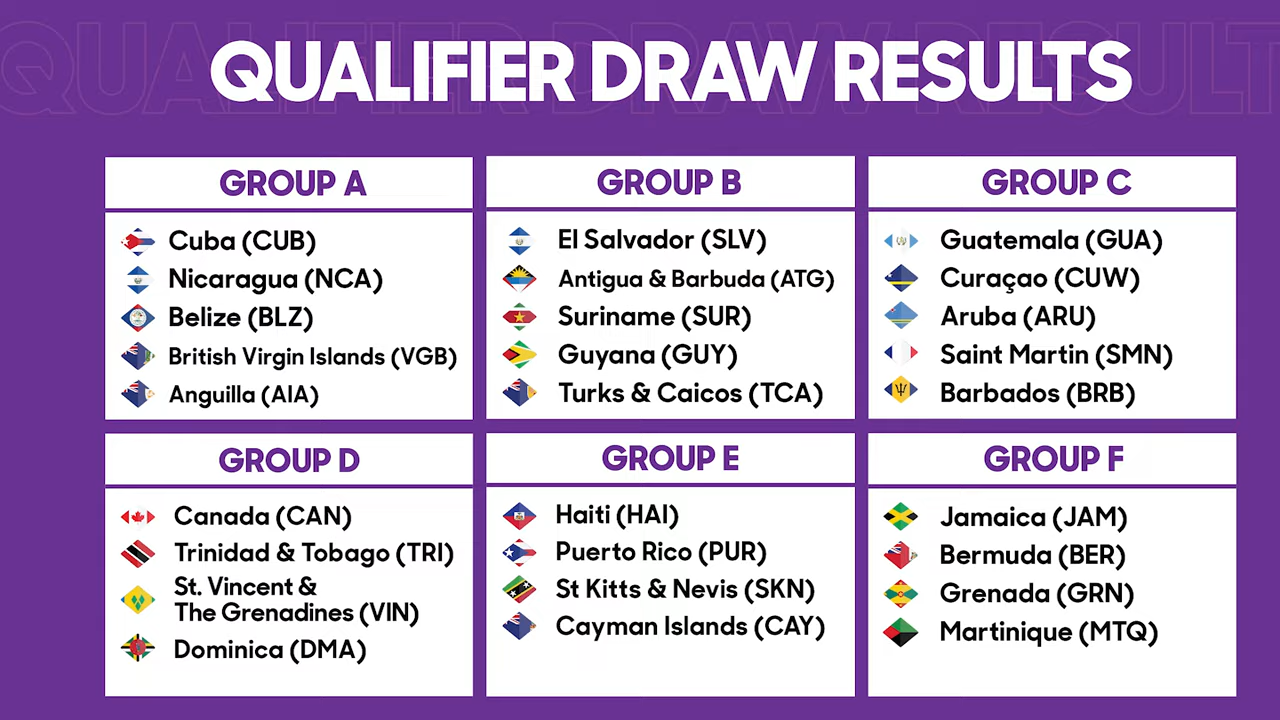 QUALIFIER DRAW RESULTS
GROUP A
Cuba (CUB)
Nicaragua (NCA)
Belize (BLZ)
British Virgin Islands (VGB)
Anguilla (AIA)
GROUP B
El Salvador (SLV)
Antigua & Barbuda (ATG)
Suriname (SUR)
Guyana (GUY)
Turks & Caicos (TCA)
GROUP C
Guatemala (GUA)
Curaçao (CUW)
Aruba (ARU)
Saint Martin (SMN)
Barbados (BRB)
GROUP D
Canada (CAN)
Trinidad & Tobago (TRI)
St. Vincent &
The Grenadines (VIN)
Dominica (DMA)
GROUP E
Haiti (HAI)
Puerto Rico (PUR)
St Kitts & Nevis (SKN)
Cayman Islands (CAY)
GROUP F
Jamaica (JAM)
Bermuda (BER)
Grenada (GRN)
Martinique (MTQ)